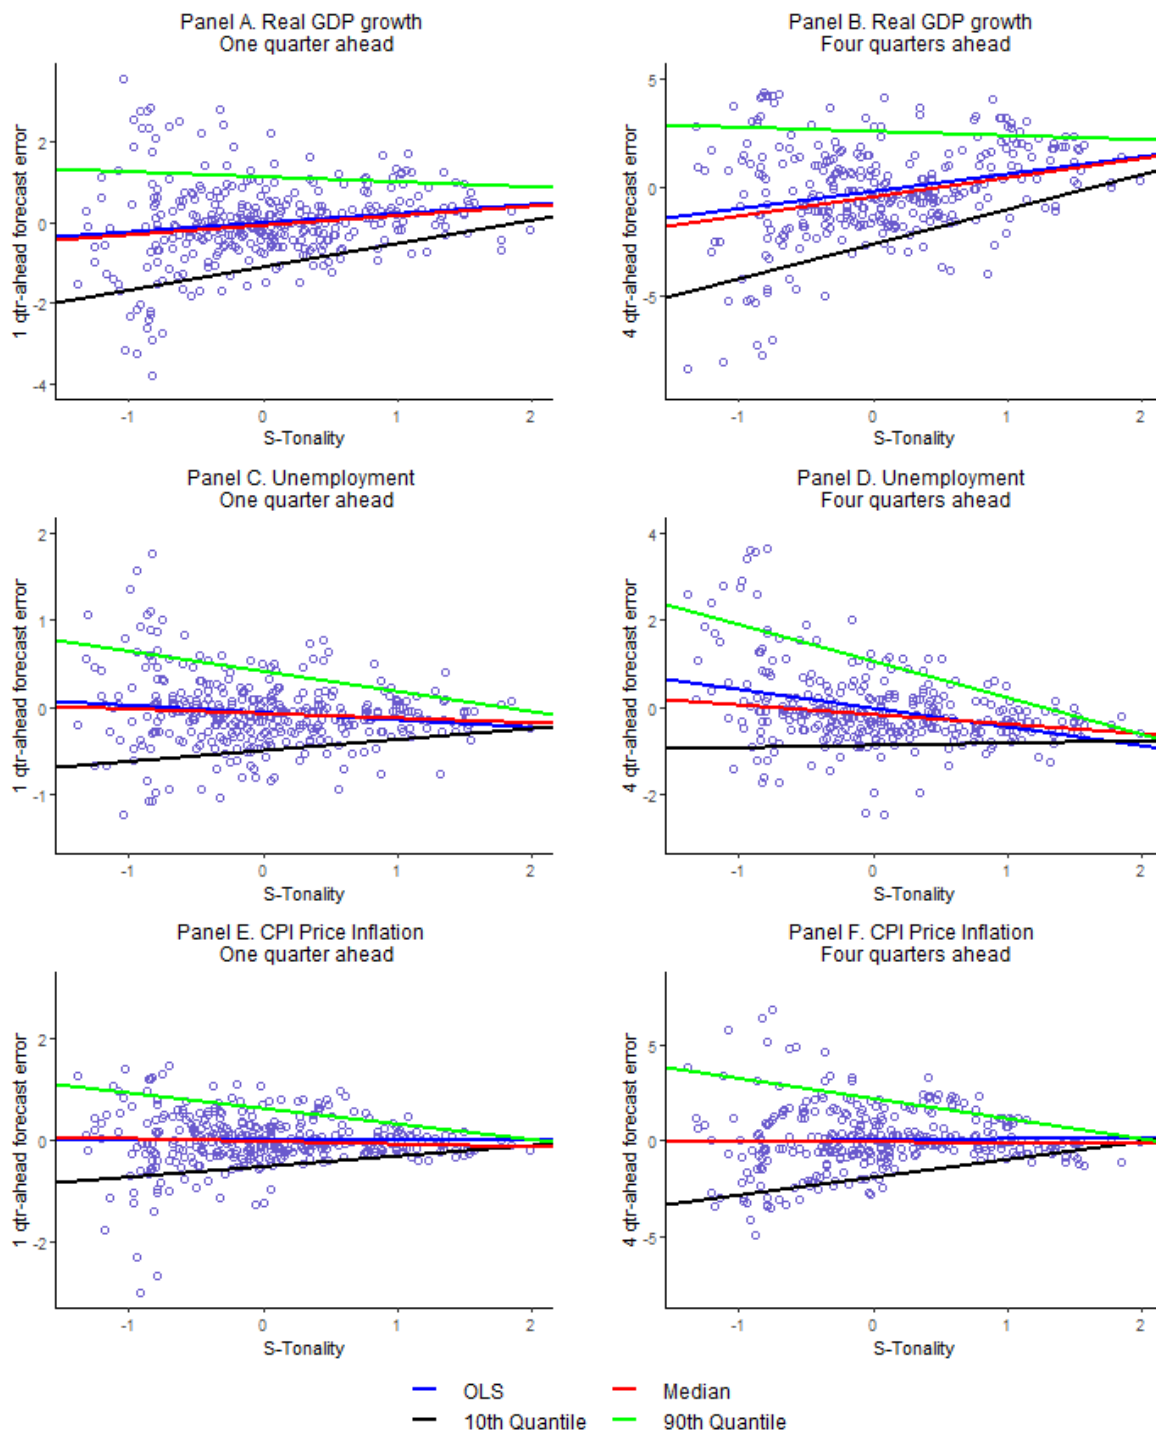 Panel A. Real GDP growth
One quarter ahead
1 qtr-ahead forecast error
2
0
-2
-4
-1
0
1
2
S-Tonality
Panel B. Real GDP growth
Four quarters ahead
4 qtr-ahead forecast error
5
0
-5
-1
0
1
2
S-Tonality
Panel C. Unemployment
One quarter ahead
1 qtr-ahead forecast error
2
1
0
-1
-1
0
1
2
S-Tonality
Panel D. Unemployment
Four quarters ahead
4 qtr-ahead forecast error
4
2
0
-2
-1
0
1
2
S-Tonality
Panel E. CPI Price Inflation
One quarter ahead
1 qtr-ahead forecast error
2
0
-2
-1
0
1
2
S-Tonality
Panel F. CPI Price Inflation
Four quarters ahead
4 qtr-ahead forecast error
5
0
-5
-1
0
1
2
S-Tonality
OLS
Median
10th Quantile
90th Quantile